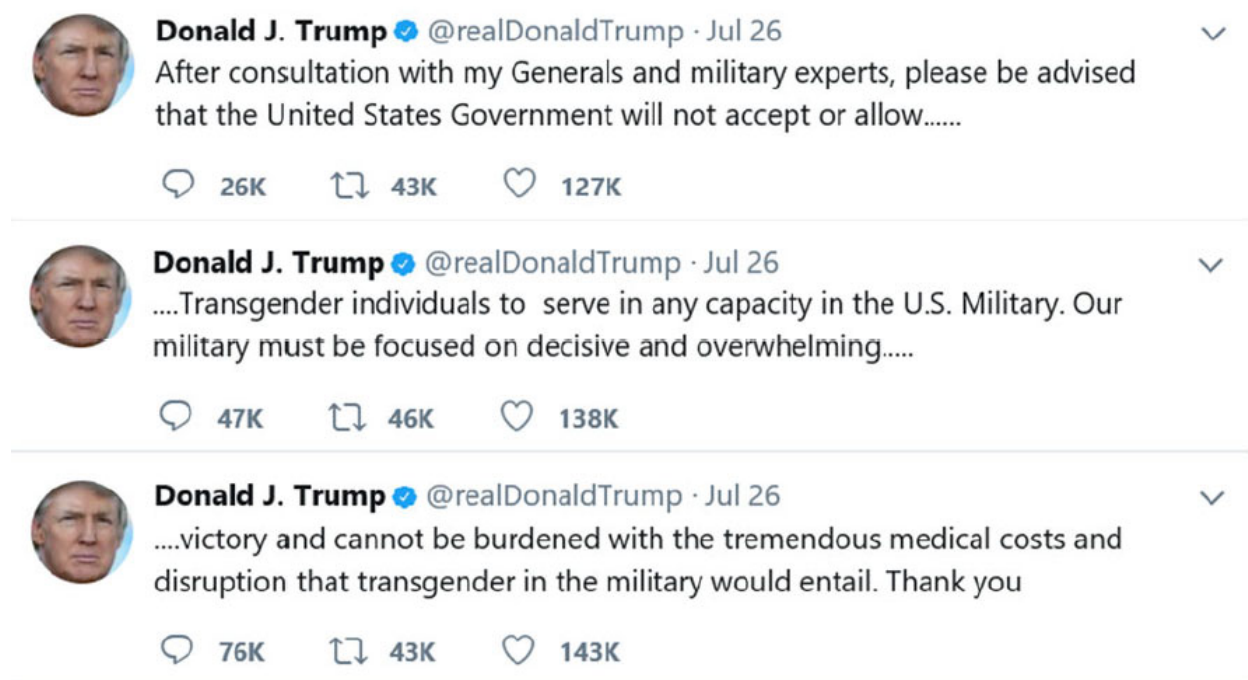 Donald J. Trump @realDonaldTrump · Jul 26
After consultation with my Generals and military experts, please be advised
that the United States Government will not accept or allow......
26K 43K 127K
Donald J. Trump @realDonaldTrump · Jul 26
....Transgender individuals to serve in any capacity in the U.S. Military. Our
military must be focused on decisive and overwhelming.....
47K 46K 138K
Donald J. Trump @realDonaldTrump · Jul 26
....victory and cannot be burdened with the tremendous medical costs and
disruption that transgender in the military would entail. Thank you
76K 43K 143K